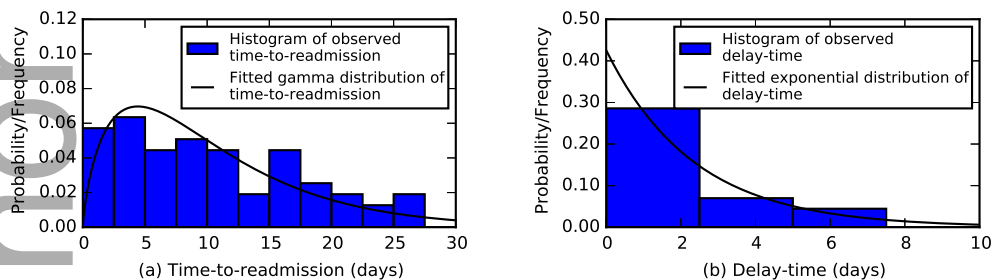 0.12
0.10
0.08
0.06
0.04
0.02
0.00
Probability/Frequency
Histogram of observed
time-to-readmission
Fitted gamma distribution of
time-to-readmission
0 5 10 15 20 25 30
(a) Time-to-readmission (days)
0.50
0.40
0.30
0.20
0.10
0.00
Probability/Frequency
Histogram of observed
delay-time
Fitted exponential distribution of
delay-time
0 2 4 6 8 10
(b) Delay-time (days)